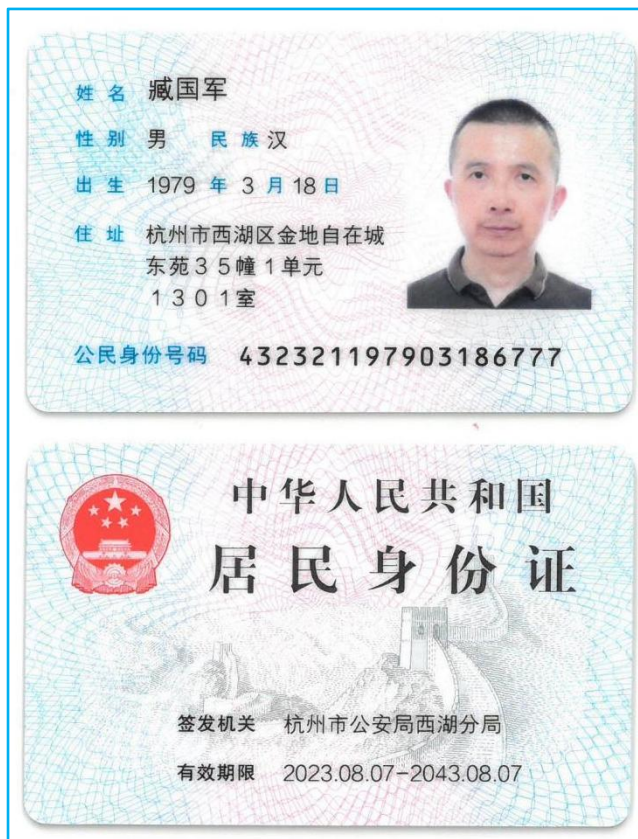 姓名 臧国军
性别 男 民族 汉
出生 1979 年 3 月 18 日
住址 杭州市西湖区金地自在城
东苑35幢1单元
1301室
公民身份号码 432321197903186777
中华人民共和国
居民身份证
签发机关 杭州市公安局西湖分局
有效期限 2023.08.07-2043.08.07